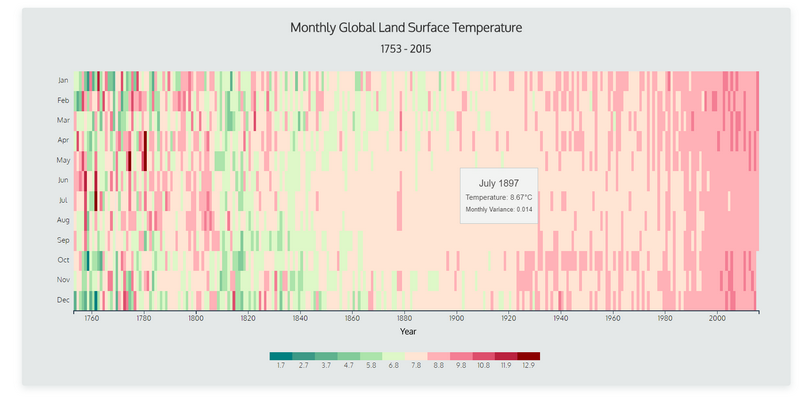 Monthly Global Land Surface Temperature
1753 - 2015
Jan
Feb
Mar
Apr
May
Jun
Jul
Aug
Sep
Oct
Nov
Dec
July 1897
Temperature: 8.67°C
Monthly Variance: 0.014
1760 1780 1800 1820 1840 1860 1880 1900 1920 1940 1960 1980 2000
Year
1.7 2.7 3.7 4.7 5.8 6.8 7.8 8.8 9.8 10.8 11.9 12.9